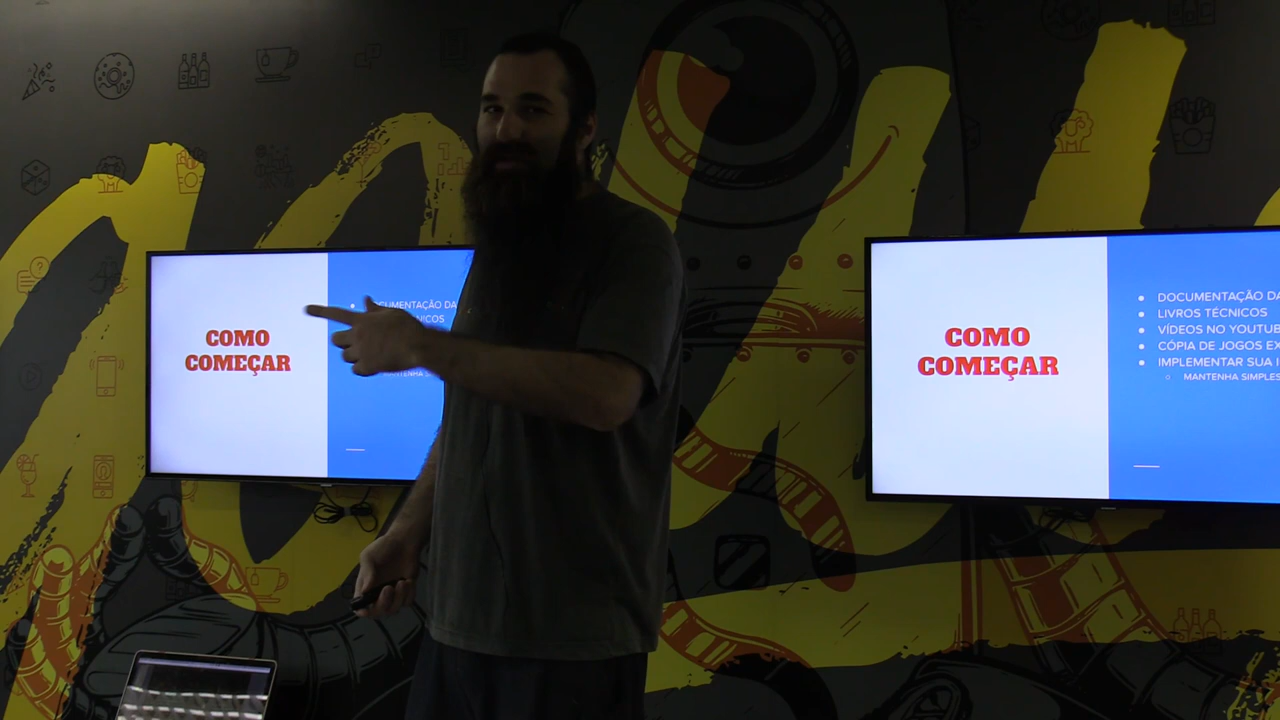 COMO
COMEÇAR
COMO
COMEÇAR
DOCUMENTAÇÃO DA
LIVROS TÉCNICOS
VÍDEOS NO YOUTUB
CÓPIA DE JOGOS EX
IMPLEMENTAR SUA I
MANTENHA SIMPLES